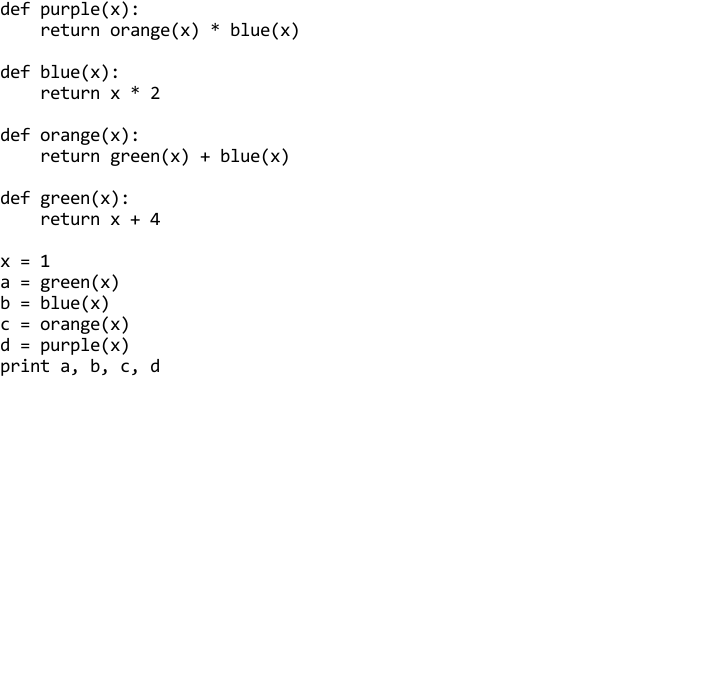 def purple(x):
    return orange(x) * blue(x)

def blue(x):
    return x * 2

def orange(x):
    return green(x) + blue(x)

def green(x):
    return x + 4

x = 1
a = green(x)
b = blue(x)
c = orange(x)
d = purple(x)
print a, b, c, d